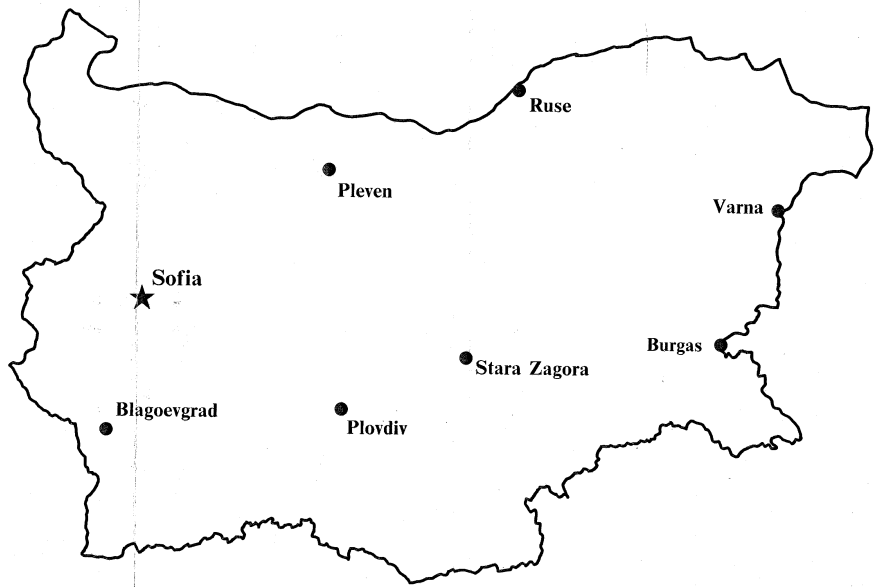 Ruse
Pleven
Varna
Sofia
Burgas
Stara Zagora
Blagoevgrad
Plovdiv